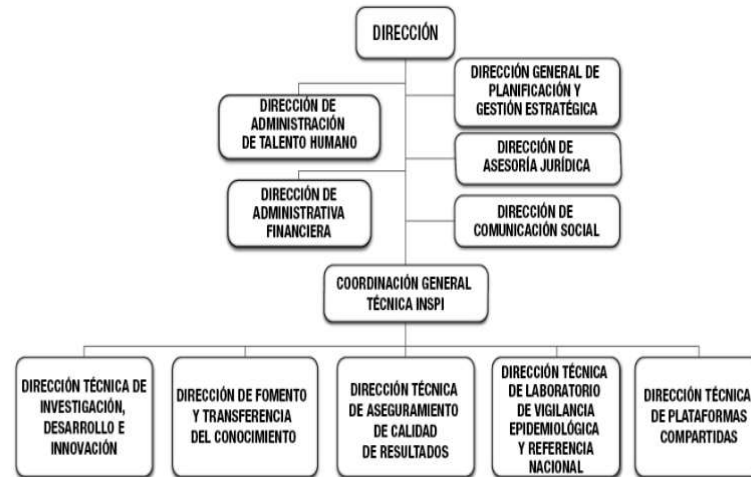 DIRECCIÓN
DIRECCIÓN GENERAL DE
PLANIFICACIÓN Y
GESTIÓN ESTRATÉGICA
DIRECCIÓN DE
ADMINISTRACIÓN
DE TALENTO HUMANO
DIRECCIÓN DE
ASESORÍA JURÍDICA
DIRECCIÓN DE
ADMINISTRATIVA
FINANCIERA
DIRECCIÓN DE
COMUNICACIÓN SOCIAL
COORDINACIÓN GENERAL
TÉCNICA INSPI
DIRECCIÓN TÉCNICA DE
INVESTIGACIÓN,
DESARROLLO E
INNOVACIÓN
DIRECCIÓN DE FOMENTO
Y TRANSFERENCIA
DEL CONOCIMIENTO
DIRECCIÓN TÉCNICA
DE ASEGURAMIENTO
DE CALIDAD
DE RESULTADOS
DIRECCIÓN TÉCNICA
DE LABORATORIO
DE VIGILANCIA
EPIDEMIOLÓGICA
Y REFERENCIA
NACIONAL
DIRECCIÓN TÉCNICA
DE PLATAFORMAS
COMPARTIDAS